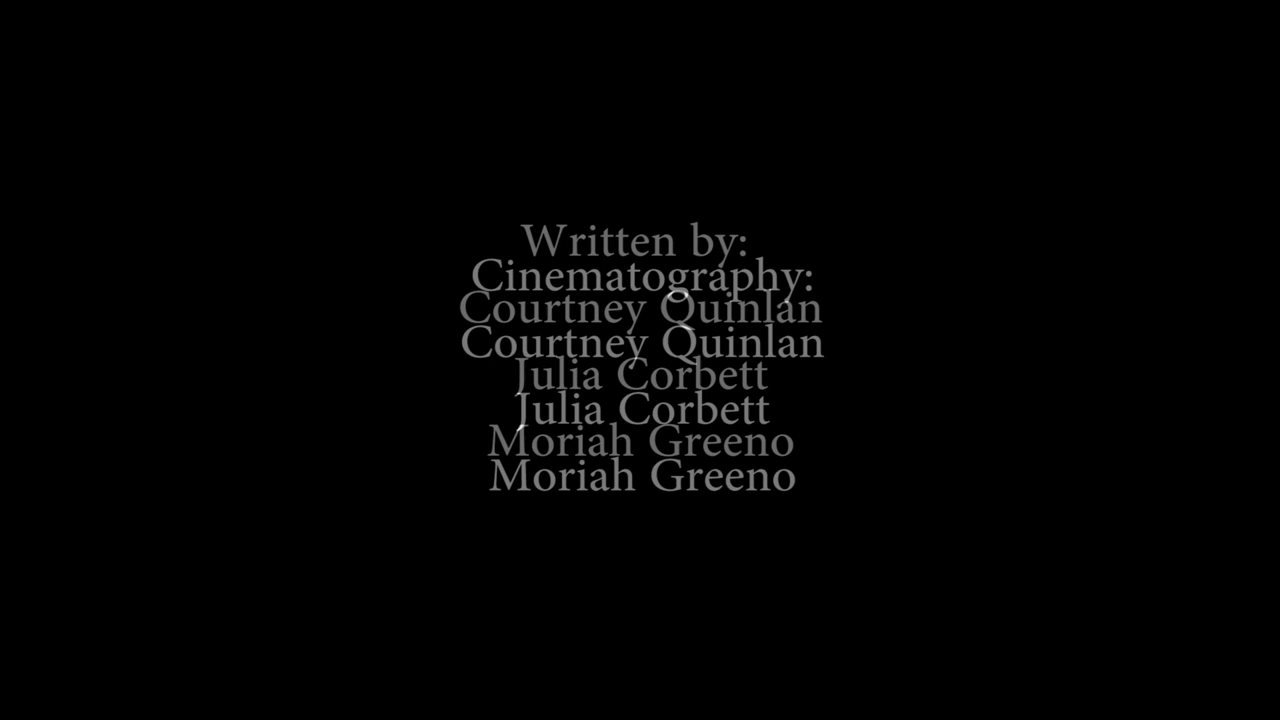 Written by:
Cinematography:
Courtney Quinlan
Courtney Quinlan
Julia Corbett
Julia Corbett
Moriah Greeno
Moriah Greeno